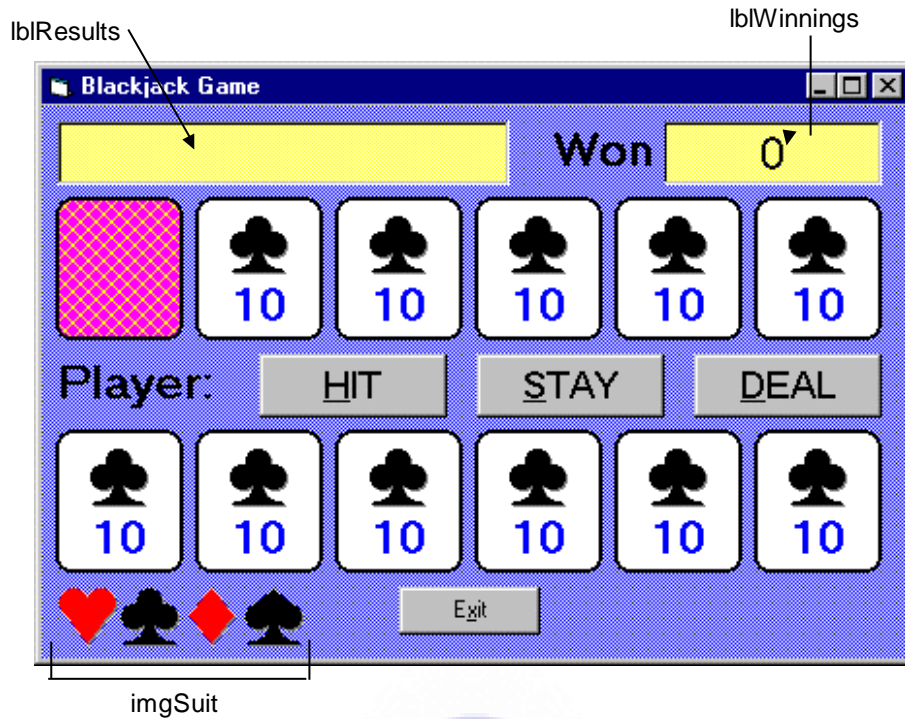 lblResults
lblWinnings
Blackjack Game
Won 0
10 10 10 10 10
Player: HIT STAY DEAL
10 10 10 10 10 10
Exit
imgSuit